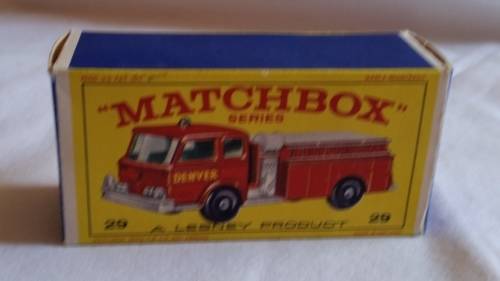 "MATCHBOX"
SERIES
DENVER
29 29
A LESNEY PRODUCT